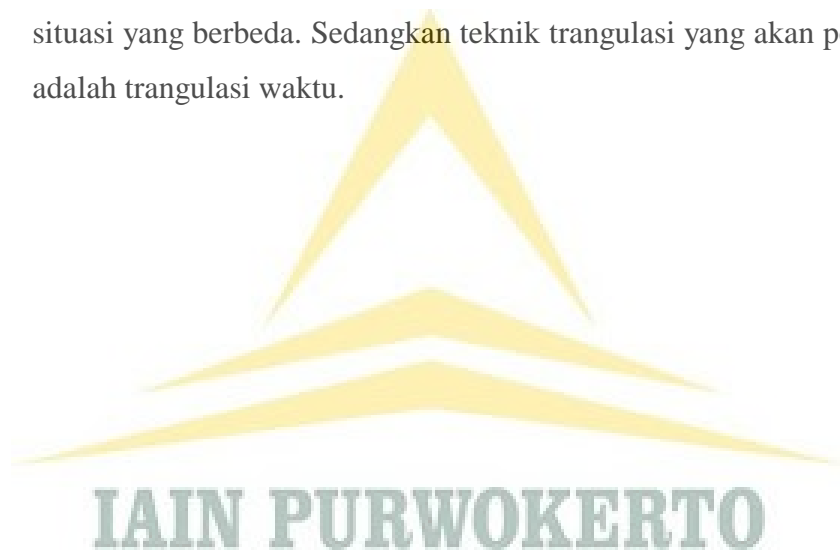 situasi yang berbeda. Sedangkan teknik trangulasi yang akan p
adalah trangulasi waktu.
IAIN PURWOKERTO